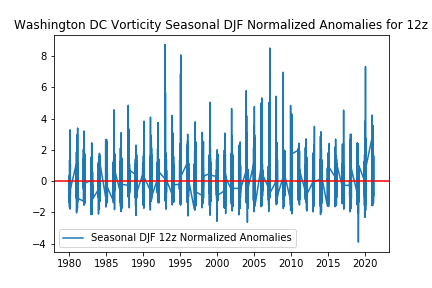 Washington DC Vorticity Seasonal DJF Normalized Anomalies for 12z
8
6
4
2
0
−2
−4
Seasonal DJF 12z Normalized Anomalies
1980 1985 1990 1995 2000 2005 2010 2015 2020